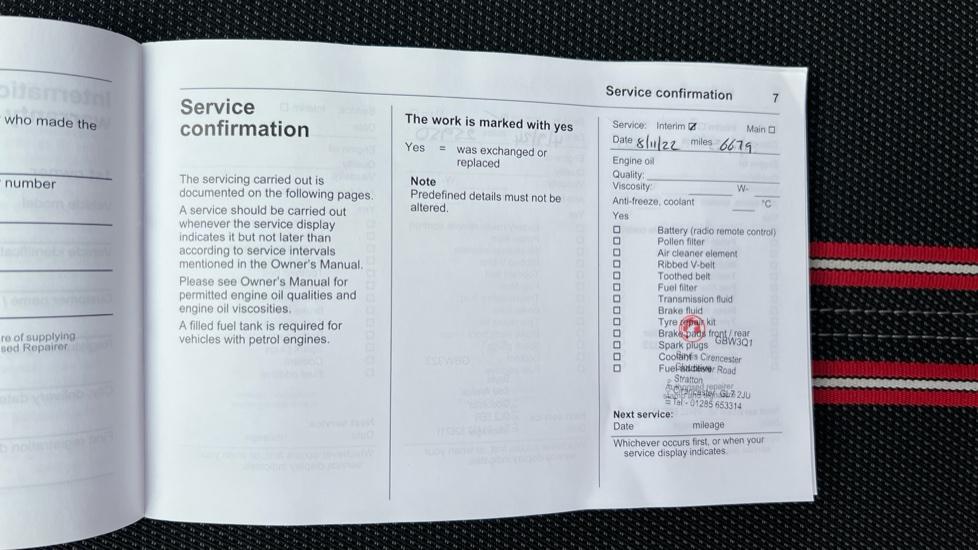 who made the
number
re of supplying
sed Repairer
Service
confirmation
The servicing carried out is
documented on the following pages.
A service should be carried out
whenever the service display
indicates it but not later than
according to service intervals
mentioned in the Owner's Manual.
Please see Owner's Manual for
permitted engine oil qualities and
engine oil viscosities.
A filled fuel tank is required for
vehicles with petrol engines.
The work is marked with yes
Yes = was exchanged or
replaced
Note
Predefined details must not be
altered.
Service confirmation 7
Service: Interim ☑ Main ☐
Date 8/11/22 miles 6679
Engine oil
Quality:
Viscosity: W-
Anti-freeze, coolant °C
Yes
☐ Battery (radio remote control)
☐ Pollen filter
☐ Air cleaner element
☐ Ribbed V-belt
☐ Toothed belt
☐ Fuel filter
☐ Transmission fluid
☐ Brake fluid
☐ Tyre repair kit
☐ Brake pads front / rear
GBW3Q1
☐ Spark plugs
☐ Coolant
Cirencester
☐ Fuel
Road
Stratton
Authorised repairer
Cirencester, GL7 2JU
Tel - 01285 653314
Next service:
Date mileage
Whichever occurs first, or when your
service display indicates.